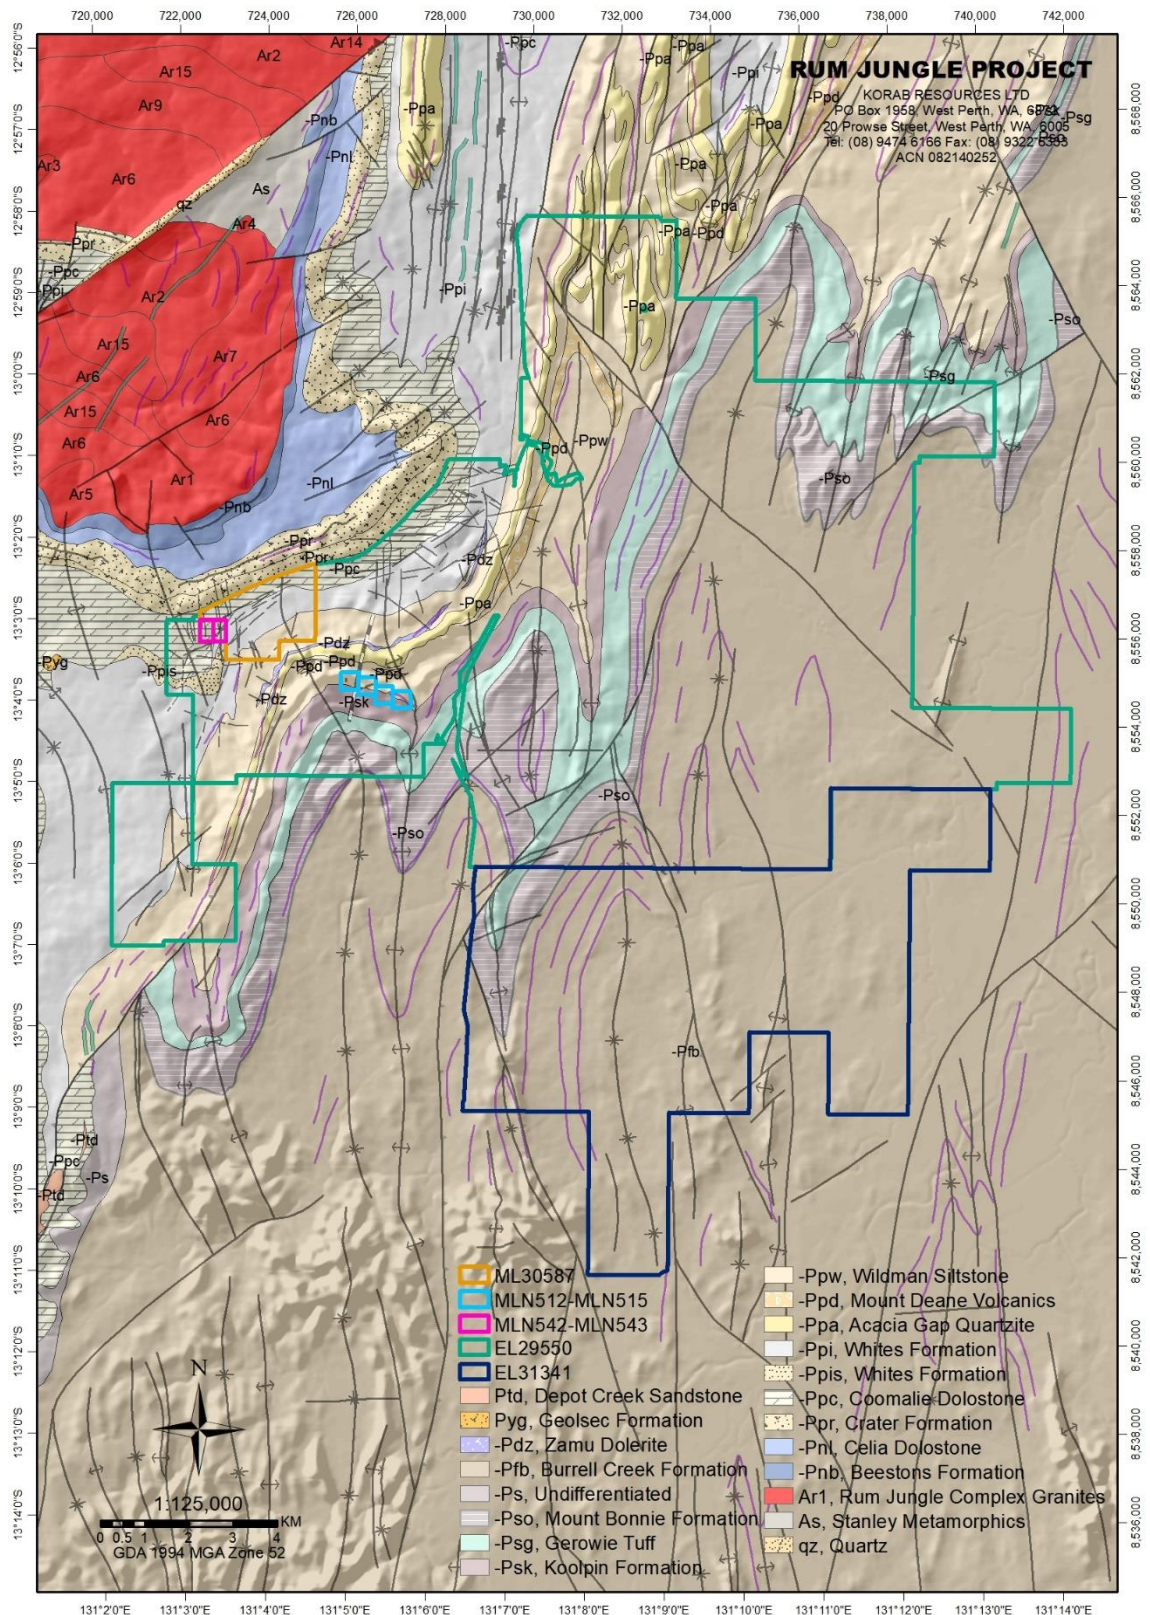 720,000 722,000 724,000 726,000 728,000 730,000 732,000 734,000 736,000 738,000 740,000 742,000
RUM JUNGLE PROJECT
KORAB RESOURCES LTD
PO Box 1958, West Perth, WA, 6872
20 Prowse Street, West Perth, WA, 6005
Tel: (08) 9474 6166 Fax: (08) 9322 6333
ACN 082140252
12°56'0"S
12°57'0"S
12°58'0"S
12°59'0"S
13°0'0"S
13°1'0"S
13°2'0"S
13°3'0"S
13°4'0"S
13°5'0"S
13°6'0"S
13°7'0"S
13°8'0"S
13°9'0"S
13°10'0"S
13°11'0"S
13°12'0"S
13°13'0"S
13°14'0"S
8,568,000
8,566,000
8,564,000
8,562,000
8,560,000
8,558,000
8,556,000
8,554,000
8,552,000
8,550,000
8,548,000
8,546,000
8,544,000
8,542,000
8,540,000
8,538,000
8,536,000
Ar14
Ar2
Ar15
Ar9
Ar3
Ar6
As
qz
Ar4
-Pnb
-Pnl
-Ppa
-Ppc
-Ppa
-Ppa
-Ppi
-Ppd
-Psg
-Ppa
-Ppa
-Ppa
-Ppa
-Ppd
-Ppa
-Ppr
-Ppc
-Ppi
Ar2
Ar15
Ar7
Ar6
Ar15
Ar6
Ar6
Ar5
Ar1
-Ppi
-Pso
-Psg
-Pso
-Ppw
-Ppd
-Pnl
-Pnb
-Ppr
-Ppr
-Ppc
-Pdz
-Ppa
-Pdz
-Pyg
-Ppis
-Ppd
-Ppd
-Ppd
-Pdz
-Psk
-Pso
-Pso
-Pfb
-Ptd
-Ppc
-Ps
-Ptd
ML30587
MLN512-MLN515
MLN542-MLN543
EL29550
EL31341
Ptd, Depot Creek Sandstone
Pyg, Geolsec Formation
-Pdz, Zamu Dolerite
-Pfb, Burrell Creek Formation
-Ps, Undifferentiated
-Pso, Mount Bonnie Formation
-Psg, Gerowie Tuff
-Psk, Koolpin Formation
-Ppw, Wildman Siltstone
-Ppd, Mount Deane Volcanics
-Ppa, Acacia Gap Quartzite
-Ppi, Whites Formation
-Ppis, Whites Formation
-Ppc, Coomalie Dolostone
-Ppr, Crater Formation
-Pnl, Celia Dolostone
-Pnb, Beestons Formation
Ar1, Rum Jungle Complex Granites
As, Stanley Metamorphics
qz, Quartz
N
1:125,000
0 0.5 1 2 3 4 KM
GDA 1994 MGA Zone 52
131°2'0"E 131°3'0"E 131°4'0"E 131°5'0"E 131°6'0"E 131°7'0"E 131°8'0"E 131°9'0"E 131°10'0"E 131°11'0"E 131°12'0"E 131°13'0"E 131°14'0"E